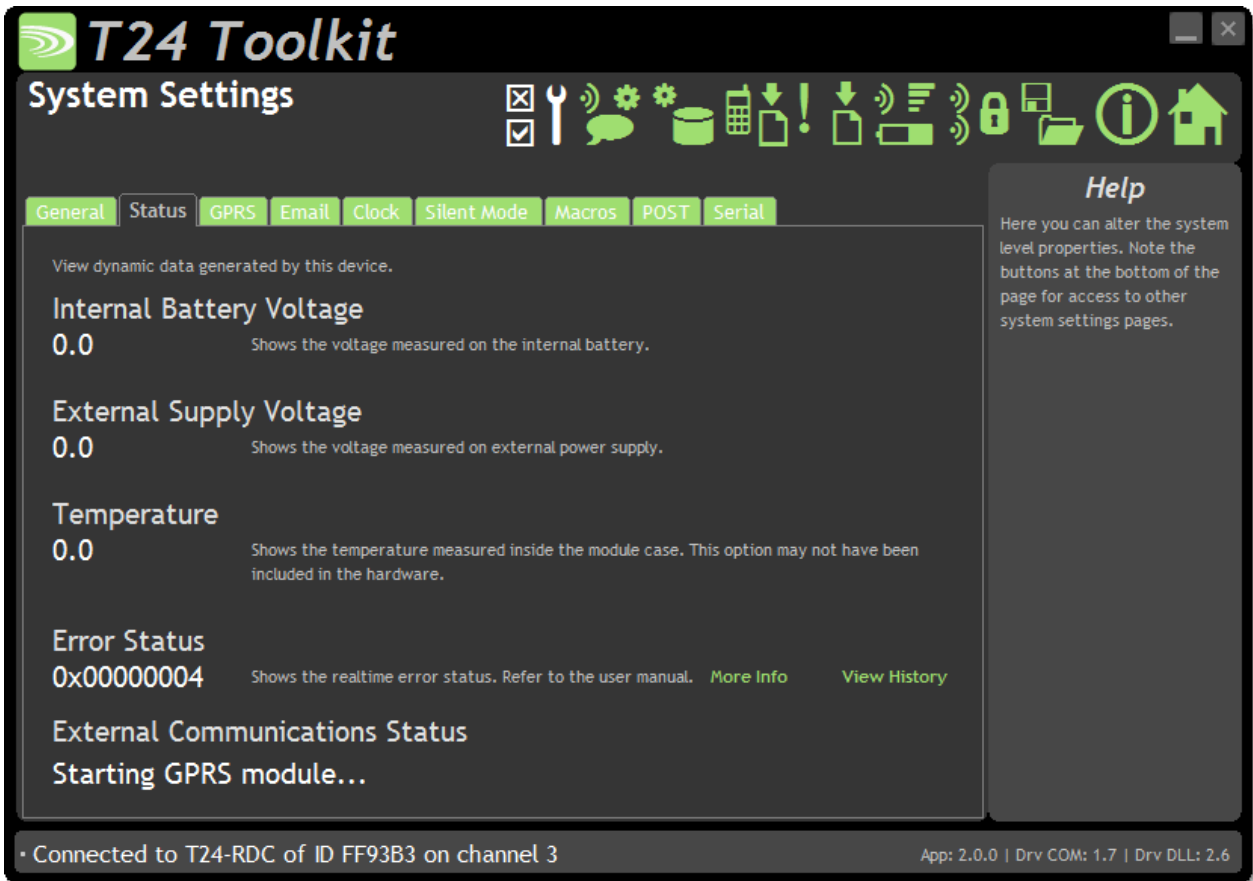 T24 Toolkit
System Settings
General Status GPRS Email Clock Silent Mode Macros POST Serial
View dynamic data generated by this device.
Internal Battery Voltage
0.0 Shows the voltage measured on the internal battery.
External Supply Voltage
0.0 Shows the voltage measured on external power supply.
Temperature
0.0 Shows the temperature measured inside the module case. This option may not have been
included in the hardware.
Error Status
0x00000004 Shows the realtime error status. Refer to the user manual. More Info View History
External Communications Status
Starting GPRS module...
Help
Here you can alter the system
level properties. Note the
buttons at the bottom of the
page for access to other
system settings pages.
Connected to T24-RDC of ID FF93B3 on channel 3
App: 2.0.0 | Drv COM: 1.7 | Drv DLL: 2.6